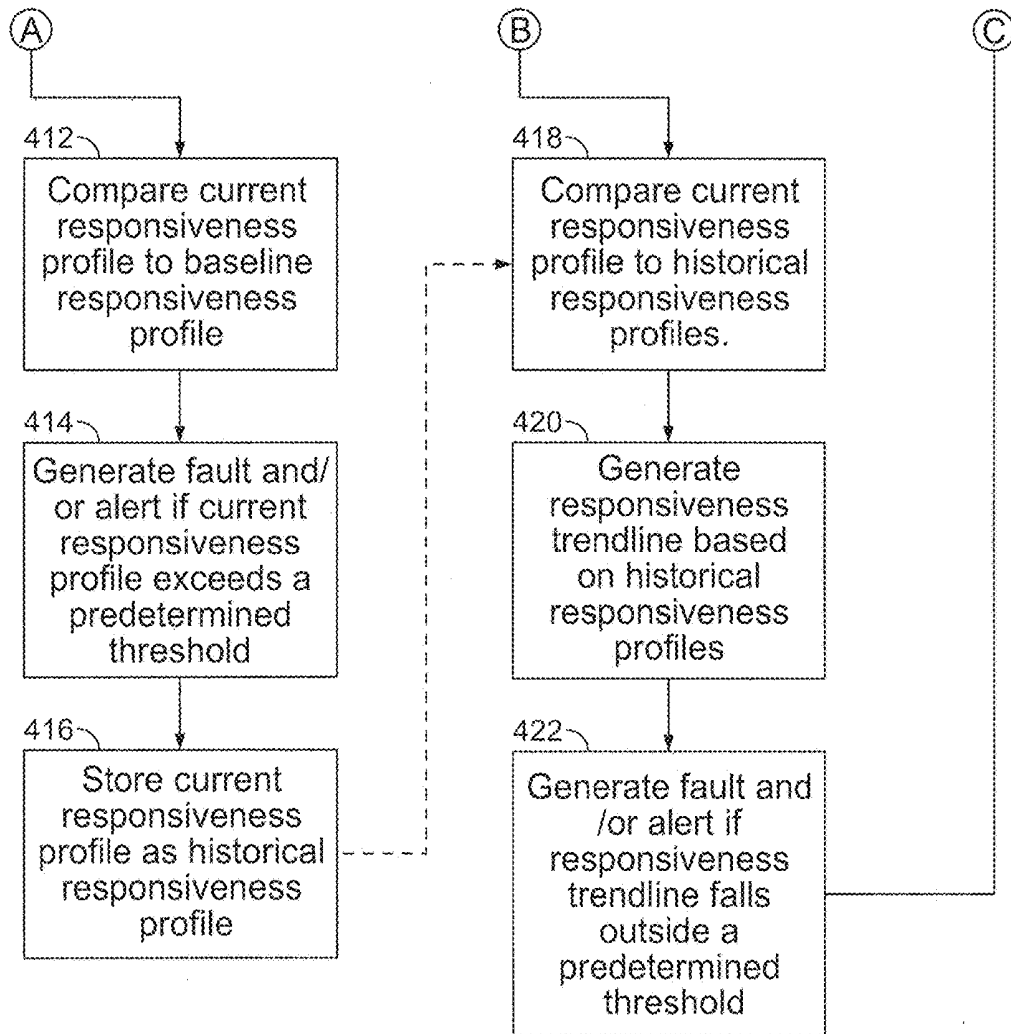 A
B
C
412
Compare current
responsiveness
profile to baseline
responsiveness
profile
414
Generate fault and/
or alert if current
responsiveness
profile exceeds a
predetermined
threshold
416
Store current
responsiveness
profile as historical
responsiveness
profile
418
Compare current
responsiveness
profile to historical
responsiveness
profiles.
420
Generate
responsiveness
trendline based
on historical
responsiveness
profiles
422
Generate fault and
/or alert if
responsiveness
trendline falls
outside a
predetermined
threshold